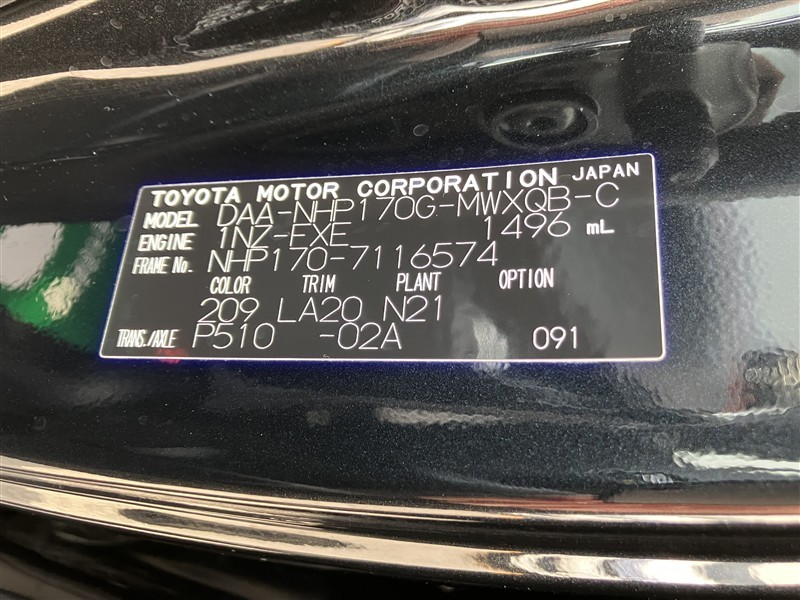 TOYOTA MOTOR CORPORATION JAPAN
MODEL DAA-NHP170G-MWXQB-C
ENGINE 1NZ-EXE 1496 mL
FRAME No. NHP170-7116574
COLOR TRIM PLANT OPTION
209 LA20 N21
TRANS./AXLE P510 -02A 091